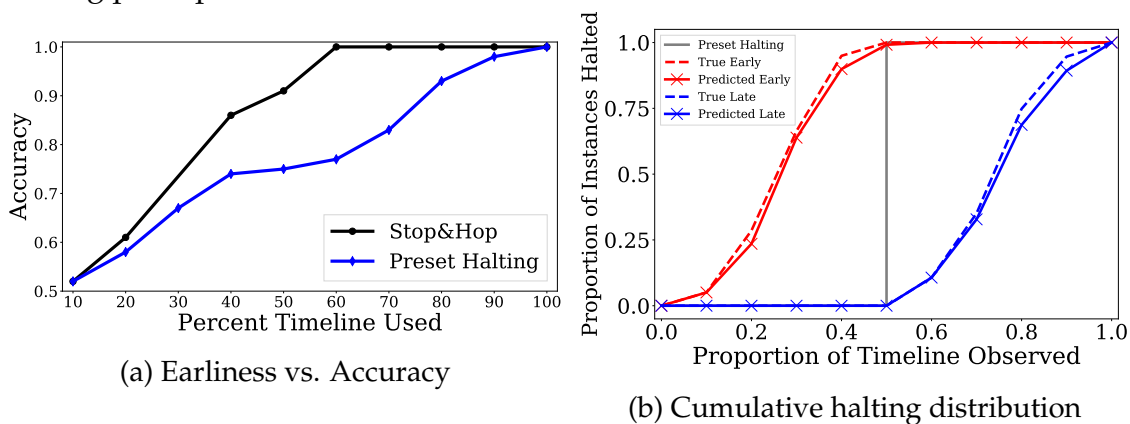 1.0
0.9
0.8
0.7
0.6
0.5
Accuracy
10 20 30 40 50 60 70 80 90 100
Percent Timeline Used
Stop&Hop
Preset Halting
(a) Earliness vs. Accuracy
1.0
0.75
0.5
0.25
0.0
Proportion of Instances Halted
Preset Halting
True Early
Predicted Early
True Late
Predicted Late
0.0 0.2 0.4 0.6 0.8 1.0
Proportion of Timeline Observed
(b) Cumulative halting distribution